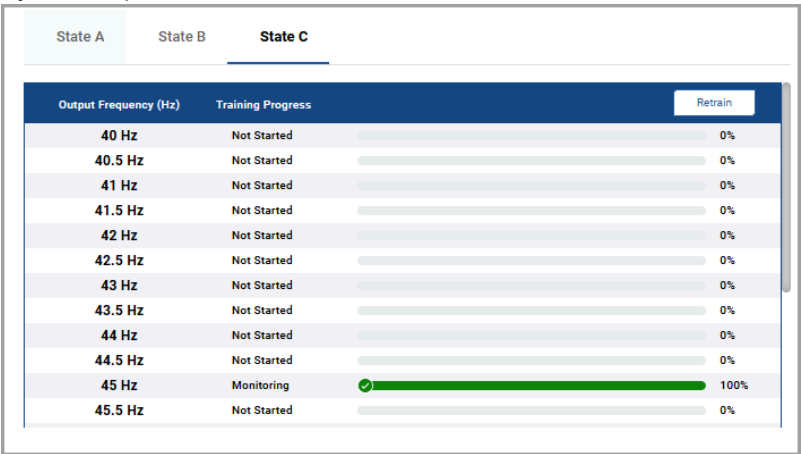 State A State B State C
Output Frequency (Hz) Training Progress Retrain
40 Hz Not Started 0%
40.5 Hz Not Started 0%
41 Hz Not Started 0%
41.5 Hz Not Started 0%
42 Hz Not Started 0%
42.5 Hz Not Started 0%
43 Hz Not Started 0%
43.5 Hz Not Started 0%
44 Hz Not Started 0%
44.5 Hz Not Started 0%
45 Hz Monitoring 100%
45.5 Hz Not Started 0%